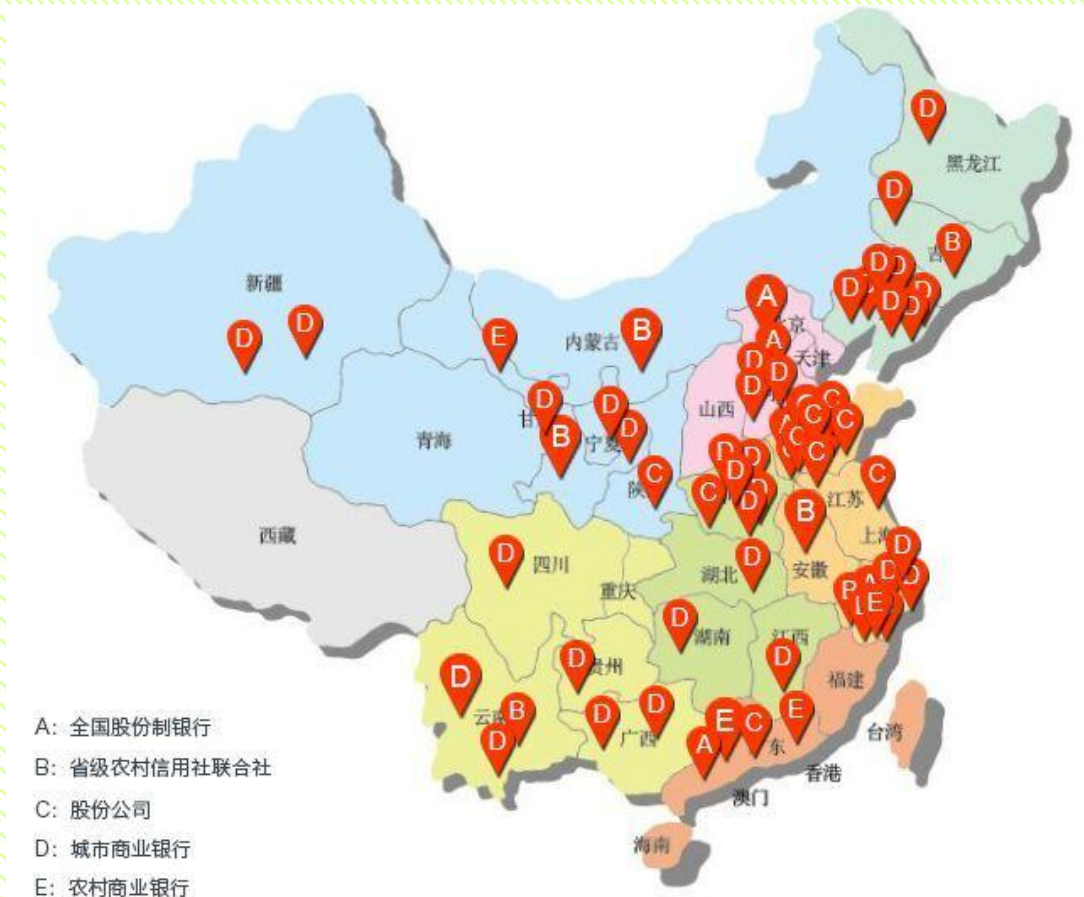 D
黑龙江
D
B
吉
D
D
D
D
D
D
A
北京
新疆
D
D
E
内蒙古
B
A
天津
D
D
D
D
甘
B
D
宁夏
D
山西
C
C
C
C
C
青海
陕
C
D
D
D
C
D
D
江苏
C
B
上海
西藏
D
四川
重庆
湖北
D
安徽
D
D
D
A
E
D
湖南
江西
D
福建
D
贵州
D
云南
B
D
D
D
广西
E
A
C
E
东
台湾
香港
澳门
海南
A: 全国股份制银行
B: 省级农村信用社联合社
C: 股份公司
D: 城市商业银行
E: 农村商业银行